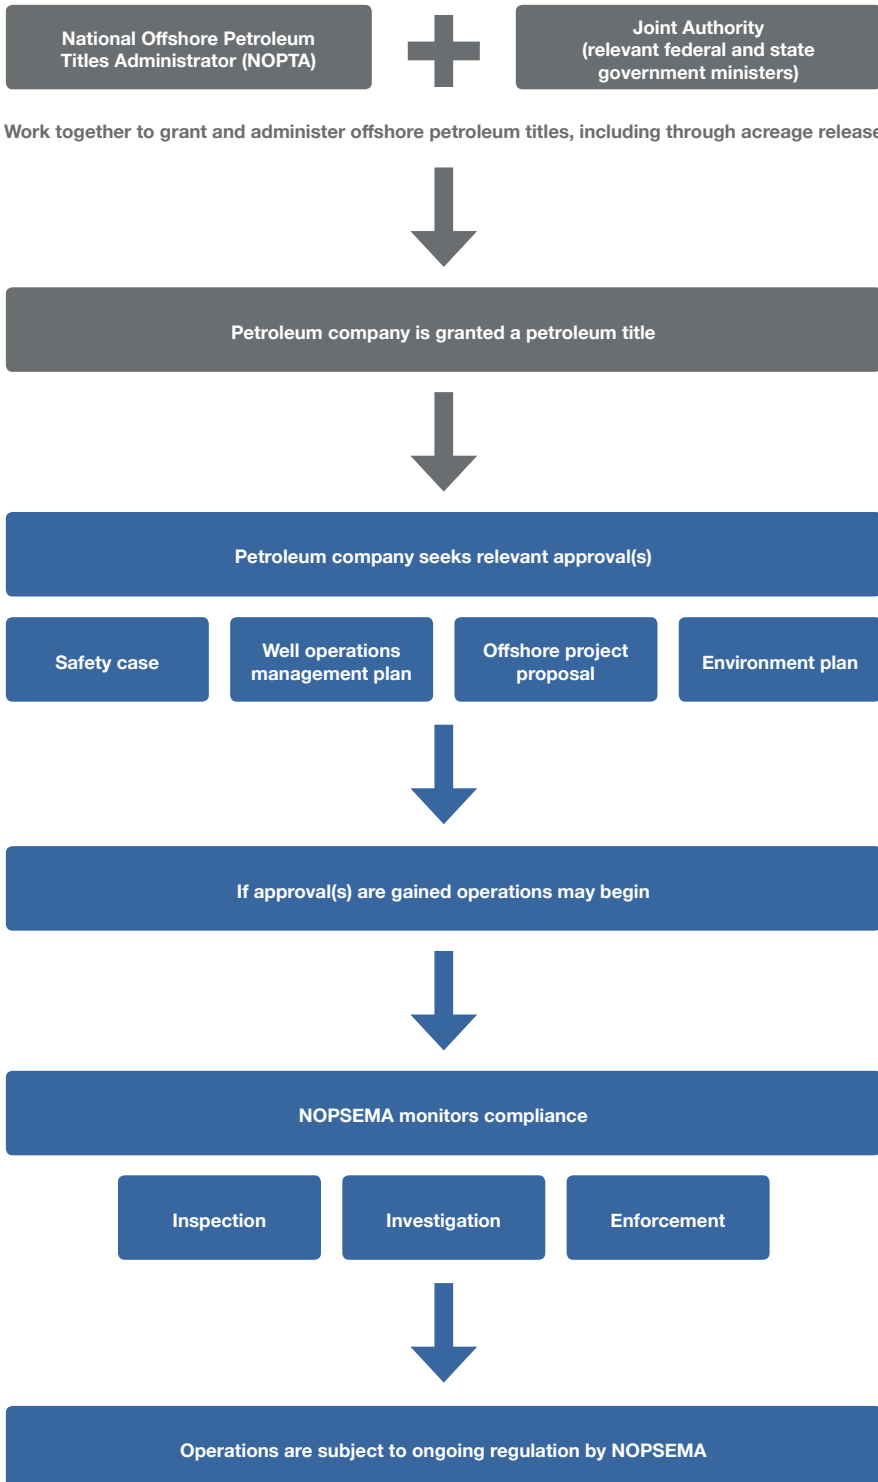 National Offshore Petroleum
Titles Administrator (NOPTA)
Joint Authority
(relevant federal and state
government ministers)
Work together to grant and administer offshore petroleum titles, including through acreage release
Petroleum company is granted a petroleum title
Petroleum company seeks relevant approval(s)
Safety case
Well operations
management plan
Offshore project
proposal
Environment plan
If approval(s) are gained operations may begin
NOPSEMA monitors compliance
Inspection
Investigation
Enforcement
Operations are subject to ongoing regulation by NOPSEMA